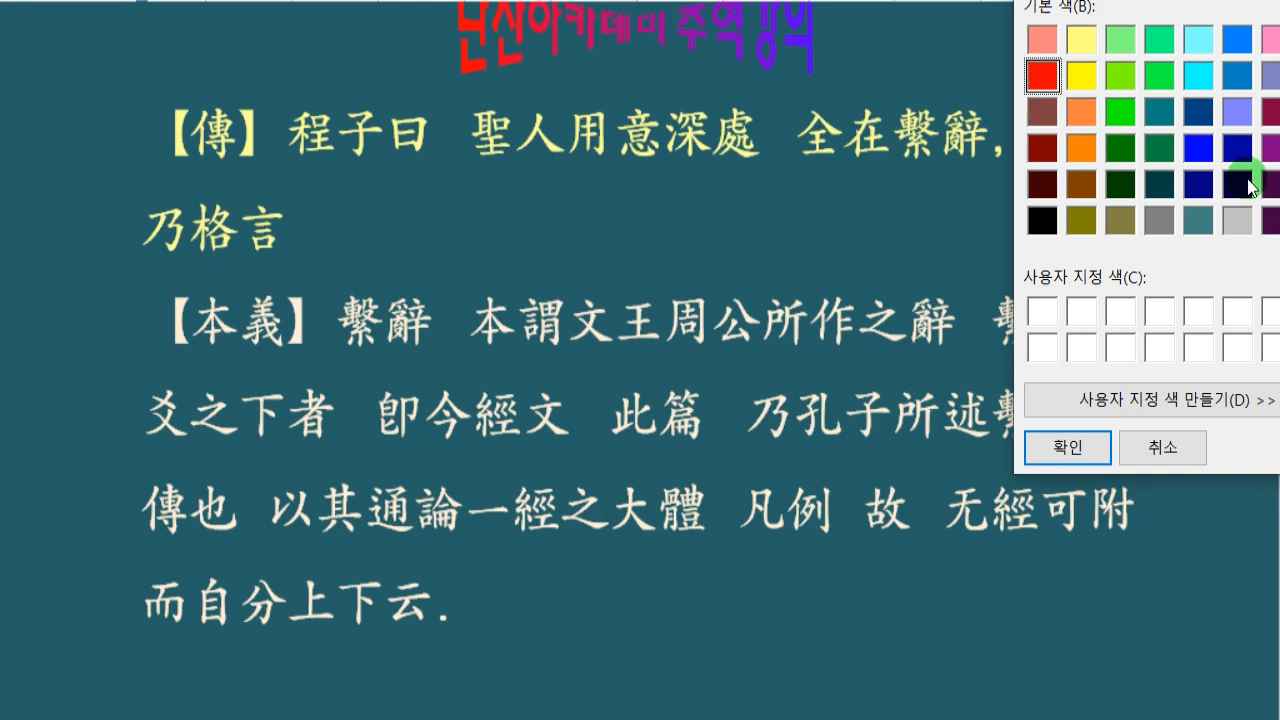 난산아카데미 주역 강의
【傳】 程子曰 聖人用意深處 全在繫辭,
乃格言
【本義】 繫辭 本謂文王周公所作之辭
爻之下者 卽今經文 此篇 乃孔子所述
傳也 以其通論一經之大體 凡例 故 无經可附
而自分上下云.
기본 색(B):
사용자 지정 색(C):
사용자 지정 색 만들기(D) >>
확인 취소